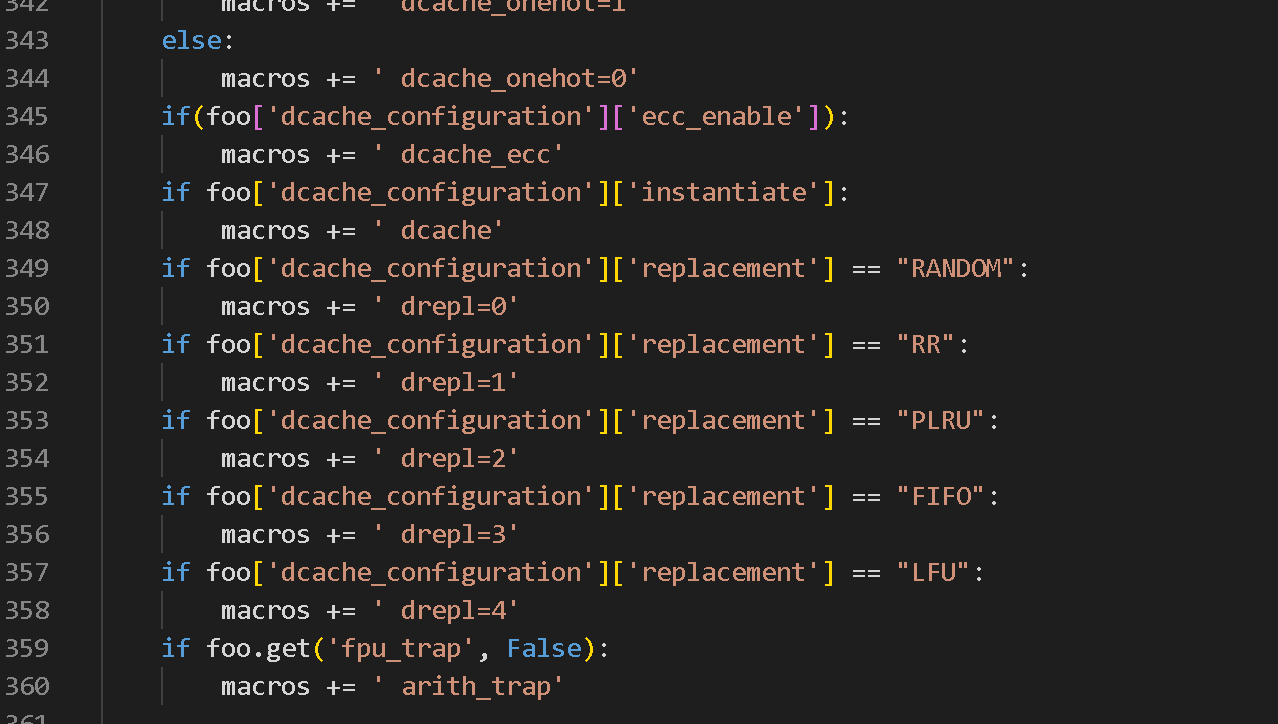 342 macros += ' dcache_onehot=1'
343 else:
344 macros += ' dcache_onehot=0'
345 if(foo['dcache_configuration']['ecc_enable']):
346 macros += ' dcache_ecc'
347 if foo['dcache_configuration']['instantiate']:
348 macros += ' dcache'
349 if foo['dcache_configuration']['replacement'] == "RANDOM":
350 macros += ' drepl=0'
351 if foo['dcache_configuration']['replacement'] == "RR":
352 macros += ' drepl=1'
353 if foo['dcache_configuration']['replacement'] == "PLRU":
354 macros += ' drepl=2'
355 if foo['dcache_configuration']['replacement'] == "FIFO":
356 macros += ' drepl=3'
357 if foo['dcache_configuration']['replacement'] == "LFU":
358 macros += ' drepl=4'
359 if foo.get('fpu_trap', False):
360 macros += ' arith_trap'
361